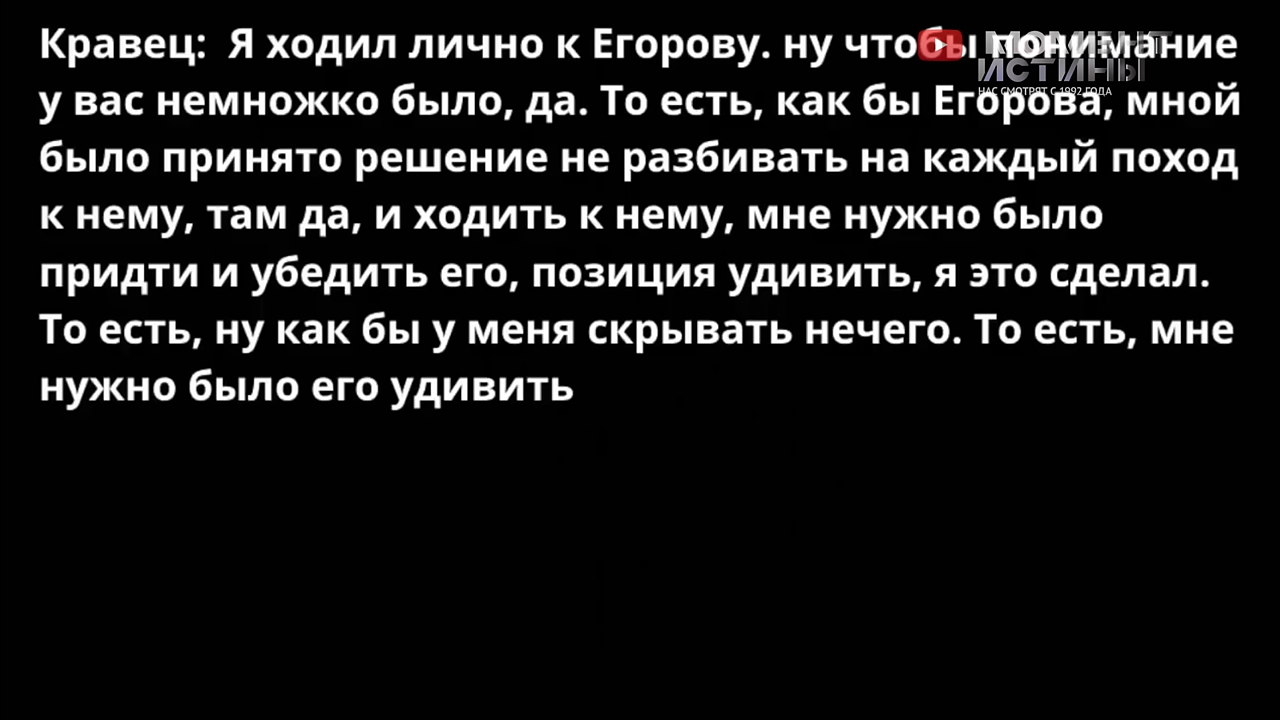 Кравец: Я ходил лично к Егорову. ну чтобы понимание
у вас немножко было, да. То есть, как бы Егорова, мной
было принято решение не разбивать на каждый поход
к нему, там да, и ходить к нему, мне нужно было
придти и убедить его, позиция удивить, я это сделал.
То есть, ну как бы у меня скрывать нечего. То есть, мне
нужно было его удивить
МОМЕНТ
ИСТИНЫ
НАС СМОТРЯТ С 1992 ГОДА